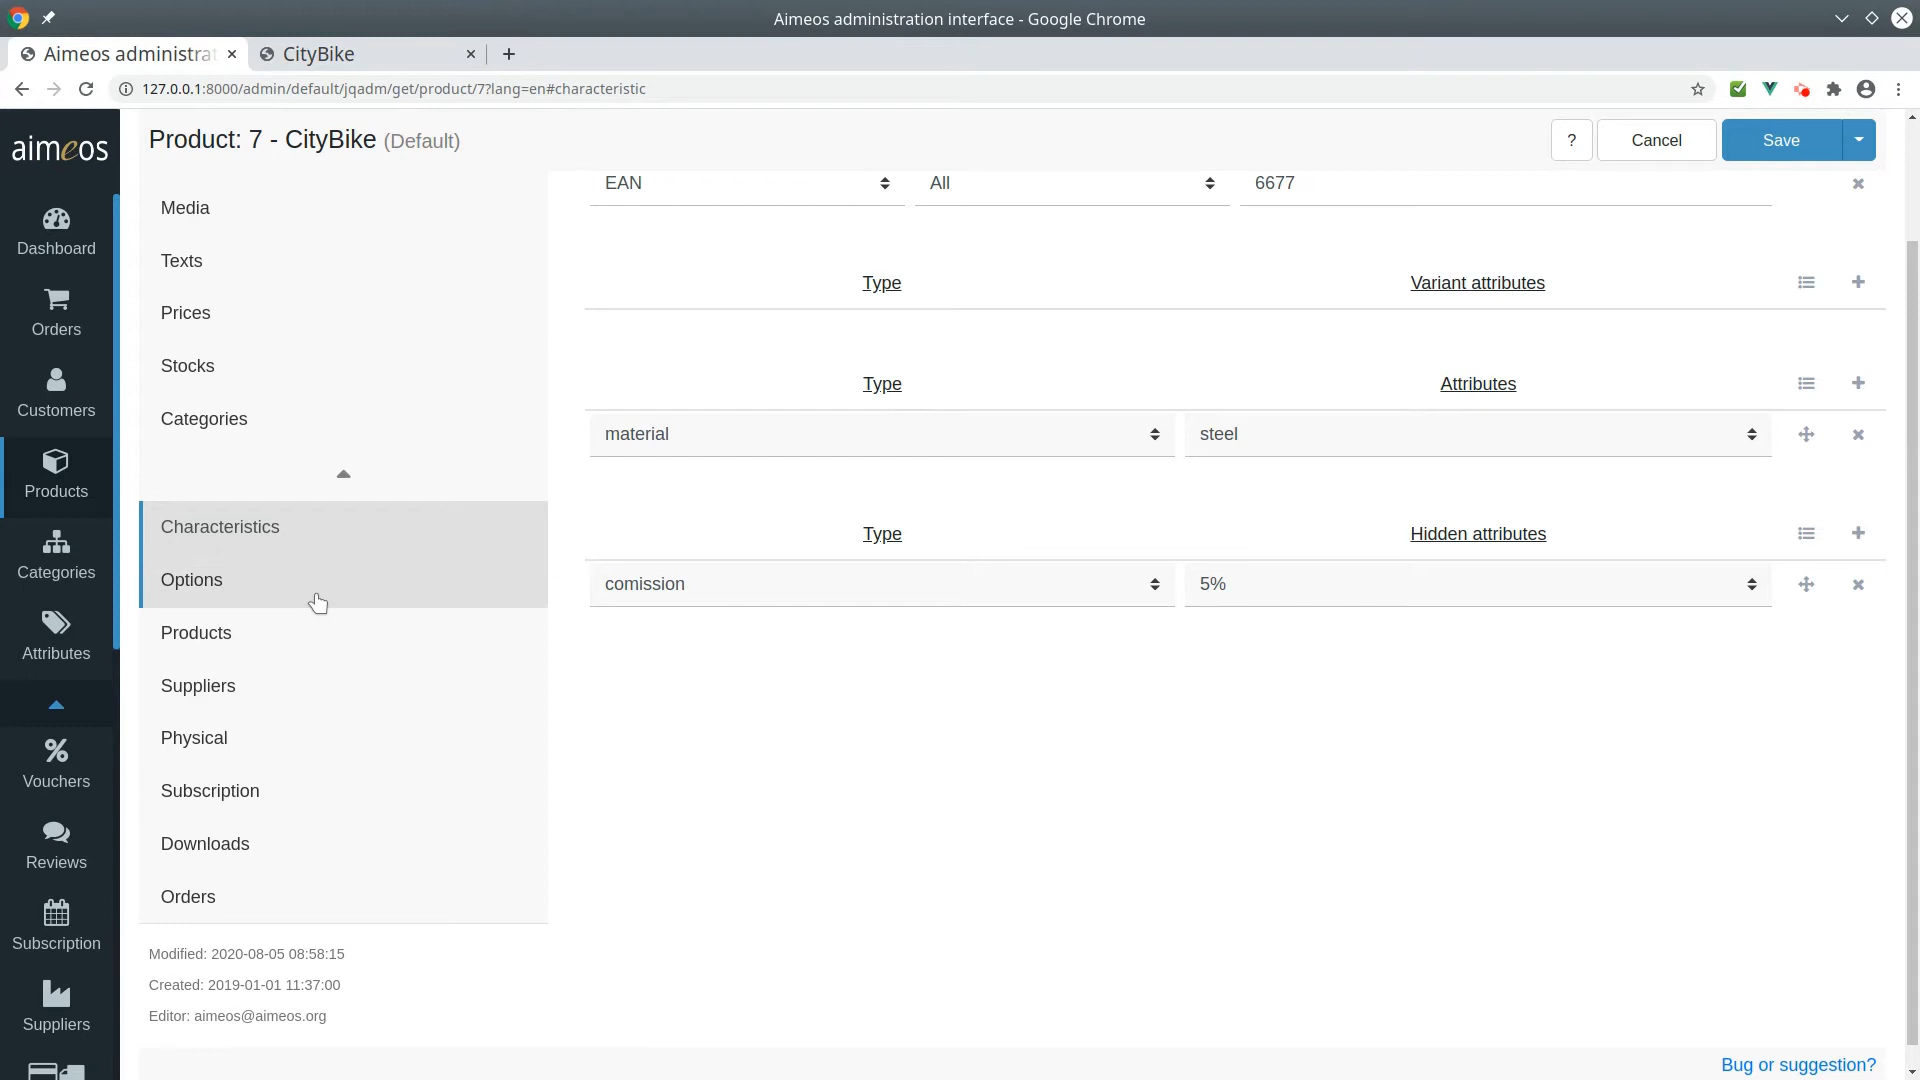 Aimeos administration interface - Google Chrome
Aimeos administrat
CityBike
127.0.0.1:8000/admin/default/jqadm/get/product/7?lang=en#characteristic
aimeos
Product: 7 - CityBike (Default)
?
Cancel
Save
Dashboard
Orders
Customers
Products
Categories
Attributes
Vouchers
Reviews
Subscription
Suppliers
Media
Texts
Prices
Stocks
Categories
Characteristics
Options
Products
Suppliers
Physical
Subscription
Downloads
Orders
Modified: 2020-08-05 08:58:15
Created: 2019-01-01 11:37:00
Editor: aimeos@aimeos.org
EAN All 6677
Type Variant attributes
Type Attributes
material steel
Type Hidden attributes
comission 5%
Bug or suggestion?